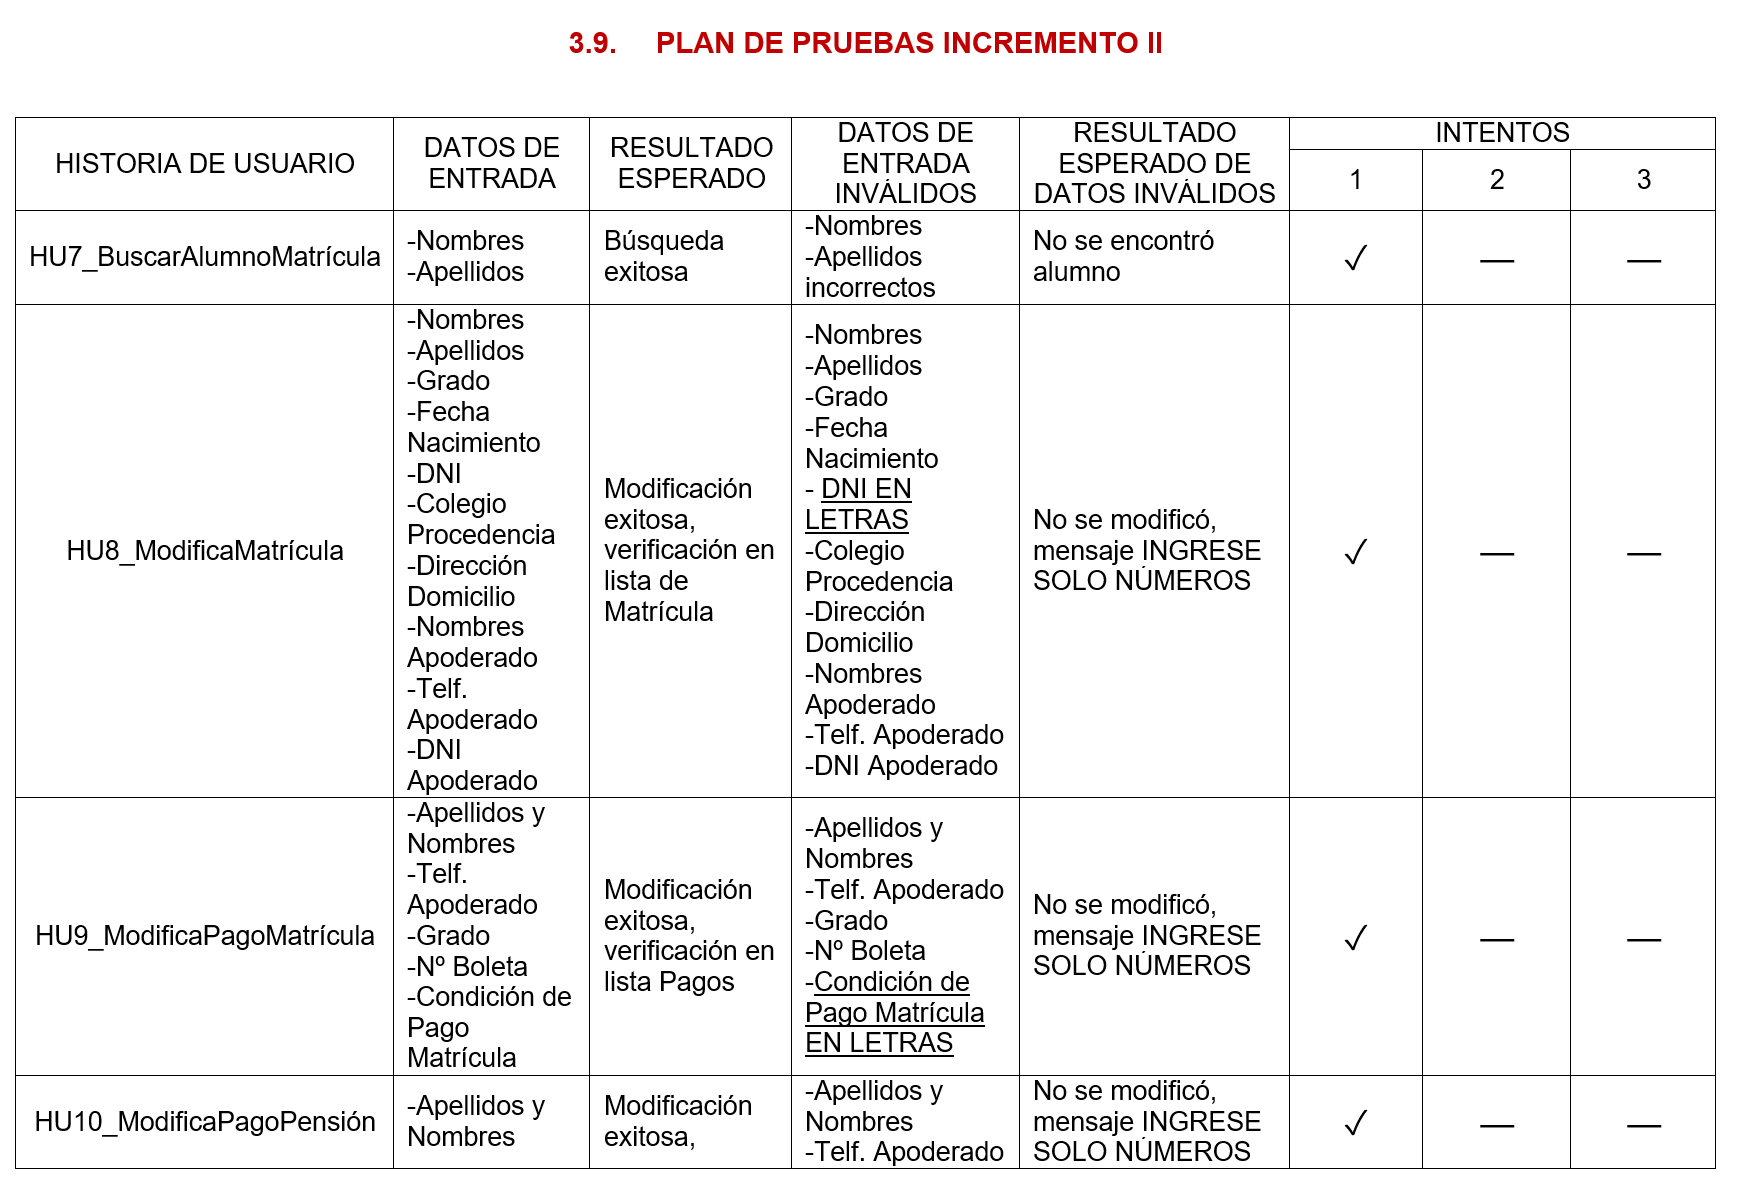 3.9. PLAN DE PRUEBAS INCREMENTO II
HISTORIA DE USUARIO
DATOS DE
ENTRADA
RESULTADO
ESPERADO
DATOS DE
ENTRADA
INVÁLIDOS
RESULTADO
ESPERADO DE
DATOS INVÁLIDOS
INTENTOS
1
2
3
HU7_BuscarAlumnoMatrícula
-Nombres
-Apellidos
Búsqueda
exitosa
-Nombres
-Apellidos
incorrectos
No se encontró
alumno
✓
—
—
HU8_ModificaMatrícula
-Nombres
-Apellidos
-Grado
-Fecha
Nacimiento
-DNI
-Colegio
Procedencia
-Dirección
Domicilio
-Nombres
Apoderado
-Telf.
Apoderado
-DNI
Apoderado
Modificación
exitosa,
verificación en
lista de
Matrícula
-Nombres
-Apellidos
-Grado
-Fecha
Nacimiento
- DNI EN
LETRAS
-Colegio
Procedencia
-Dirección
Domicilio
-Nombres
Apoderado
-Telf. Apoderado
-DNI Apoderado
No se modificó,
mensaje INGRESE
SOLO NÚMEROS
✓
—
—
HU9_ModificaPagoMatrícula
-Apellidos y
Nombres
-Telf.
Apoderado
-Grado
-Nº Boleta
-Condición de
Pago
Matrícula
Modificación
exitosa,
verificación en
lista Pagos
-Apellidos y
Nombres
-Telf. Apoderado
-Grado
-Nº Boleta
-Condición de
Pago Matrícula
EN LETRAS
No se modificó,
mensaje INGRESE
SOLO NÚMEROS
✓
—
—
HU10_ModificaPagoPensión
-Apellidos y
Nombres
Modificación
exitosa,
-Apellidos y
Nombres
-Telf. Apoderado
No se modificó,
mensaje INGRESE
SOLO NÚMEROS
✓
—
—